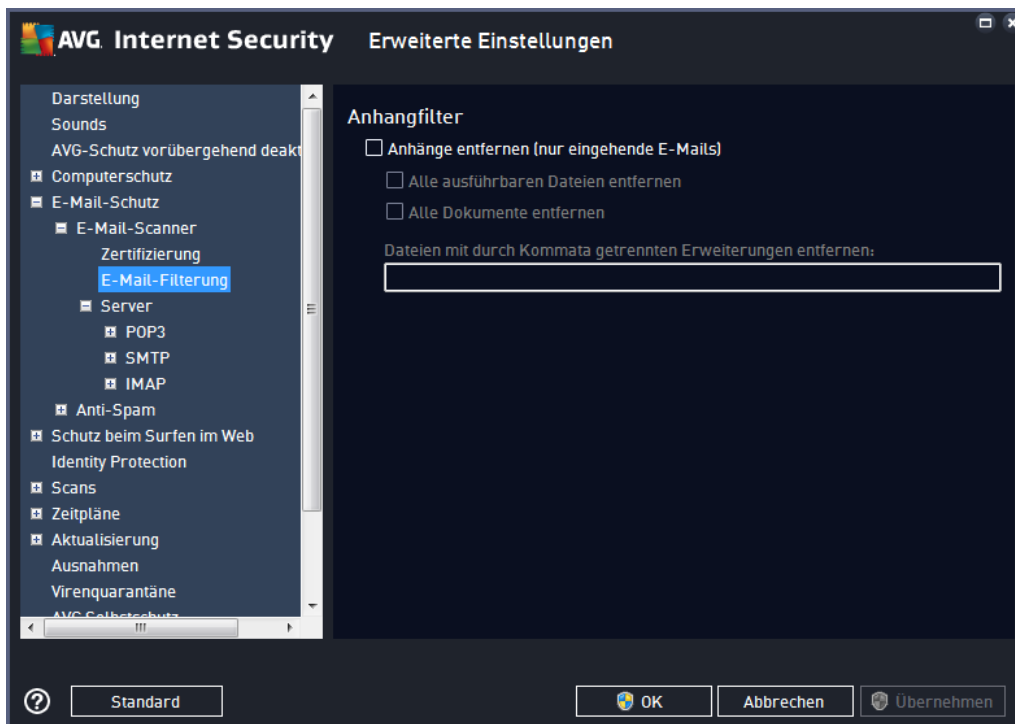 AVG. Internet Security Erweiterte Einstellungen
Darstellung
Sounds
AVG-Schutz vorübergehend deakt
Computerschutz
E-Mail-Schutz
E-Mail-Scanner
Zertifizierung
E-Mail-Filterung
Server
POP3
SMTP
IMAP
Anti-Spam
Schutz beim Surfen im Web
Identity Protection
Scans
Zeitpläne
Aktualisierung
Ausnahmen
Virenquarantäne
AVG Selbstschutz
Anhangfilter
Anhänge entfernen (nur eingehende E-Mails)
Alle ausführbaren Dateien entfernen
Alle Dokumente entfernen
Dateien mit durch Kommata getrennten Erweiterungen entfernen:
? Standard OK Abbrechen Übernehmen